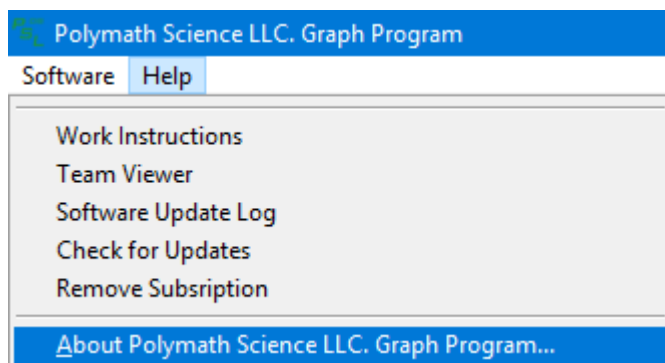 Polymath Science LLC. Graph Program
Software Help
Work Instructions
Team Viewer
Software Update Log
Check for Updates
Remove Subsription
About Polymath Science LLC. Graph Program...